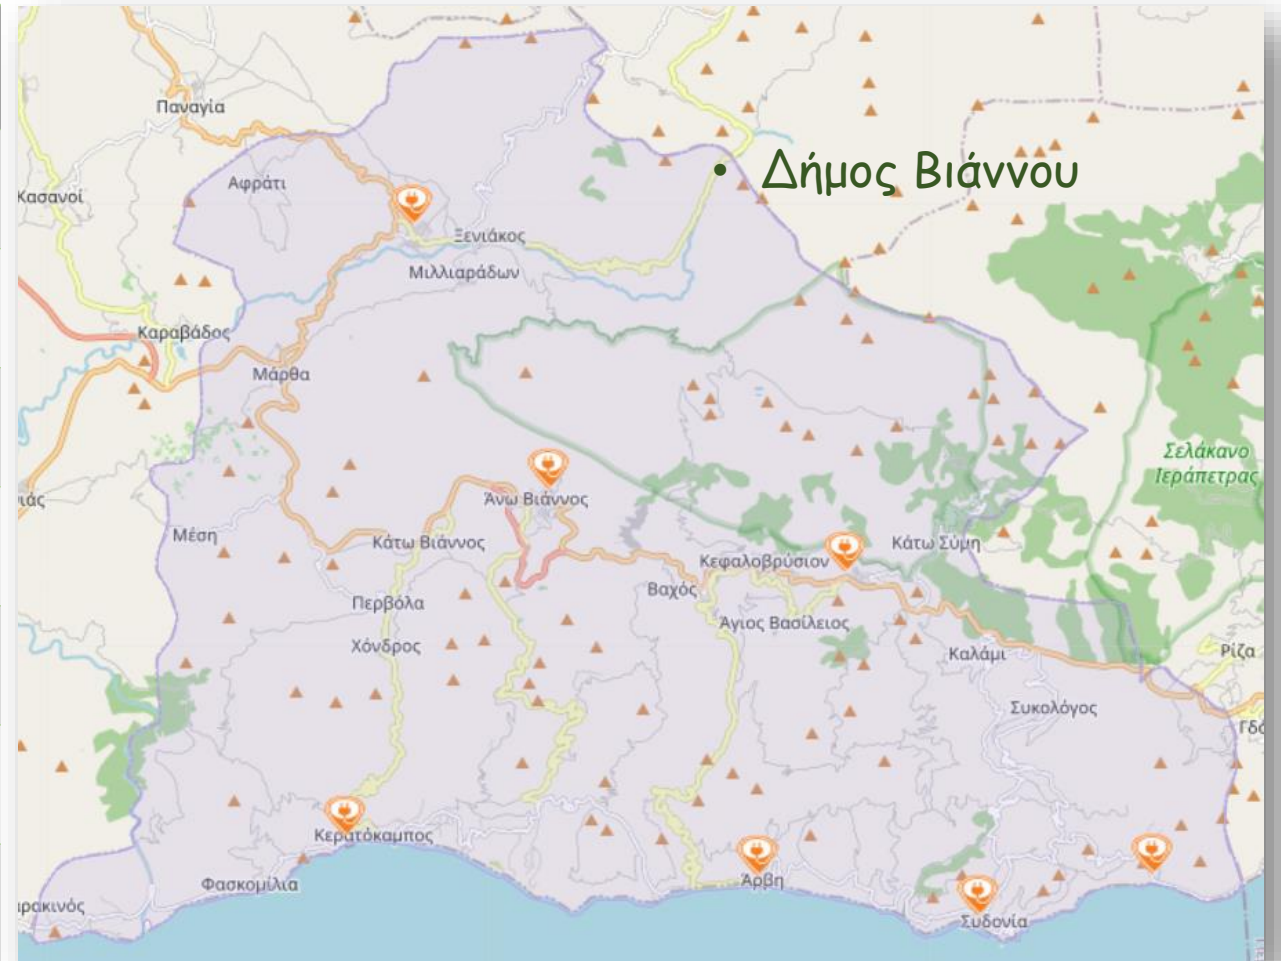 Παναγία
• Δήμος Βιάννου
Αφράτι
Κασανοί
Ξενιάκος
Μιλλιαράδων
Καραβάδος
Μάρθα
Σελάκανο
Ιεράπετρας
Άνω Βιάννος
Μέση
Κάτω Βιάννος
Κάτω Σύμη
Κεφαλοβρύσιον
Βαχός
Περβόλα
Άγιος Βασίλειος
Χόνδρος
Καλάμι
Ρίζα
Συκολόγος
Κερατόκαμπος
Άρβη
Φασκομίλια
Συδονία